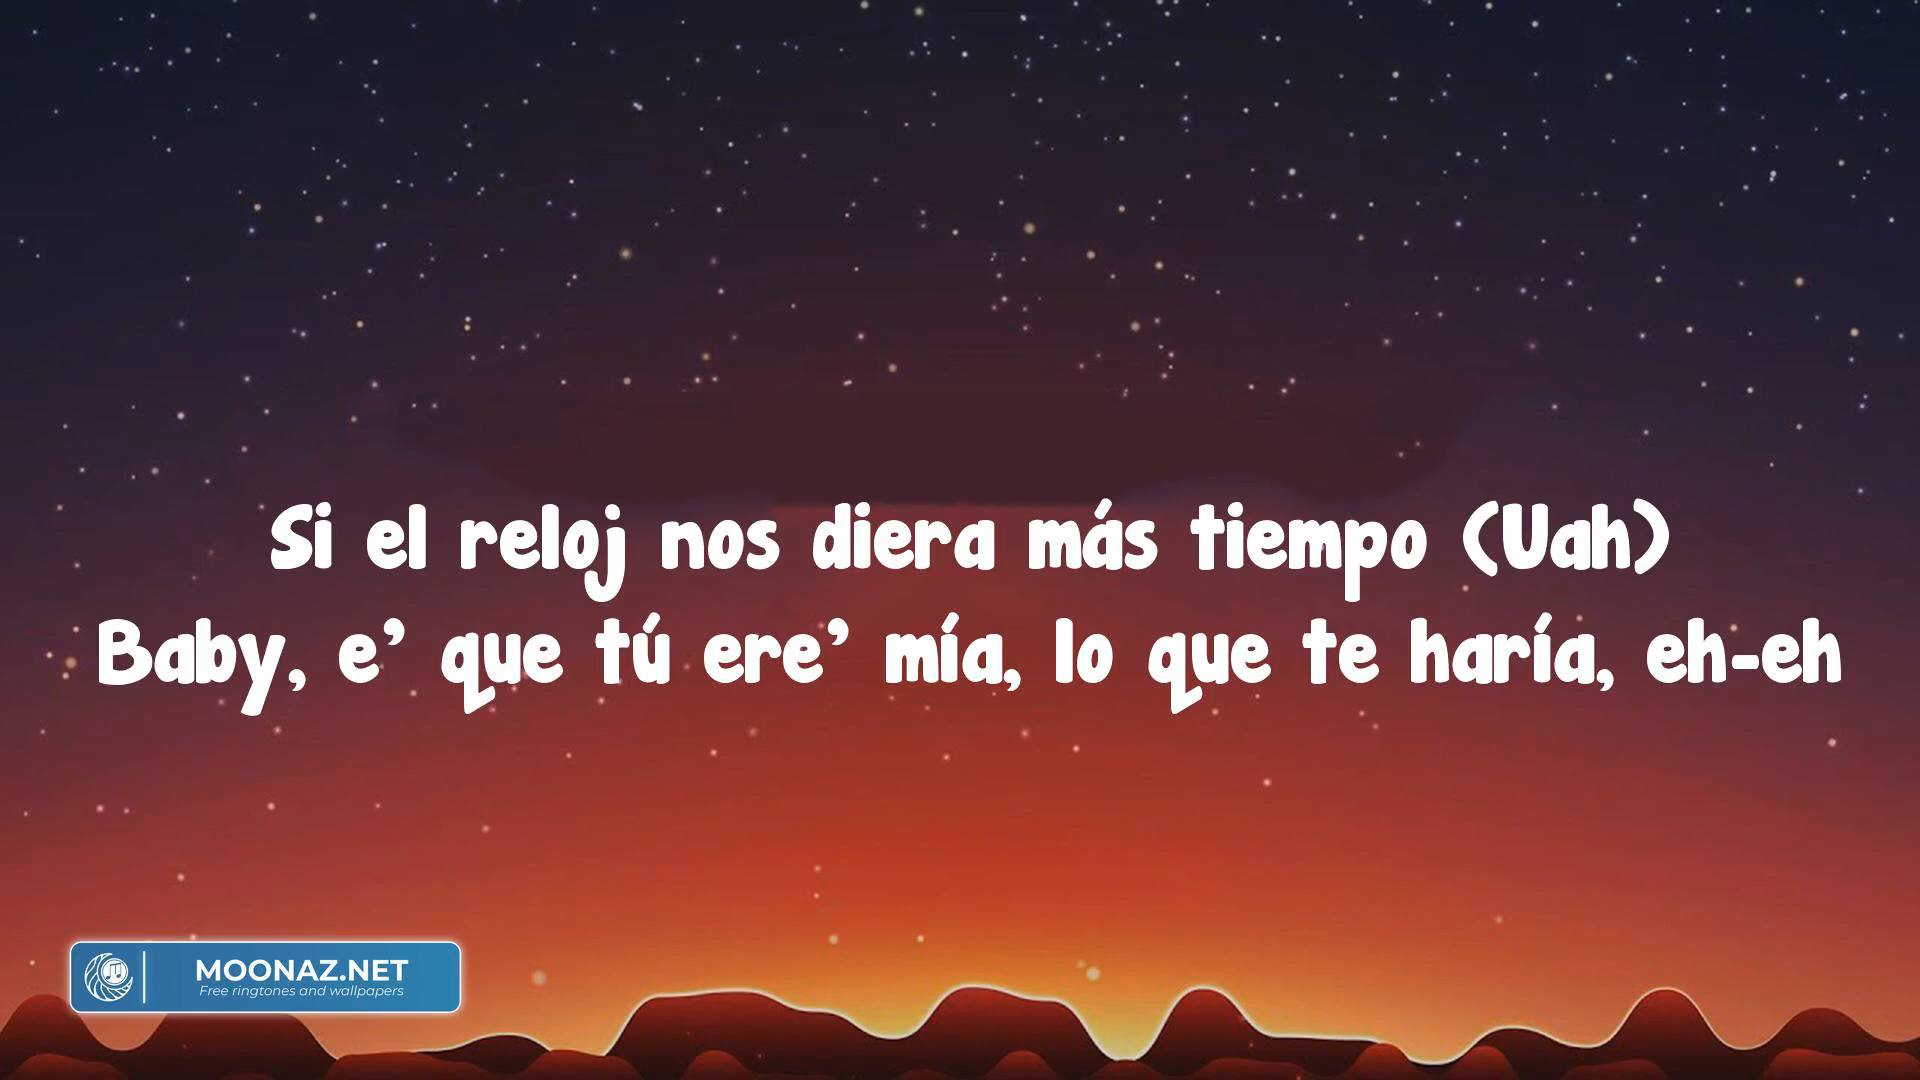 Si el reloj nos diera más tiempo (Uah)
Baby, e’ que tú ere’ mía, lo que te haría, eh-eh
MOONAZ.NET
Free ringtones and wallpapers